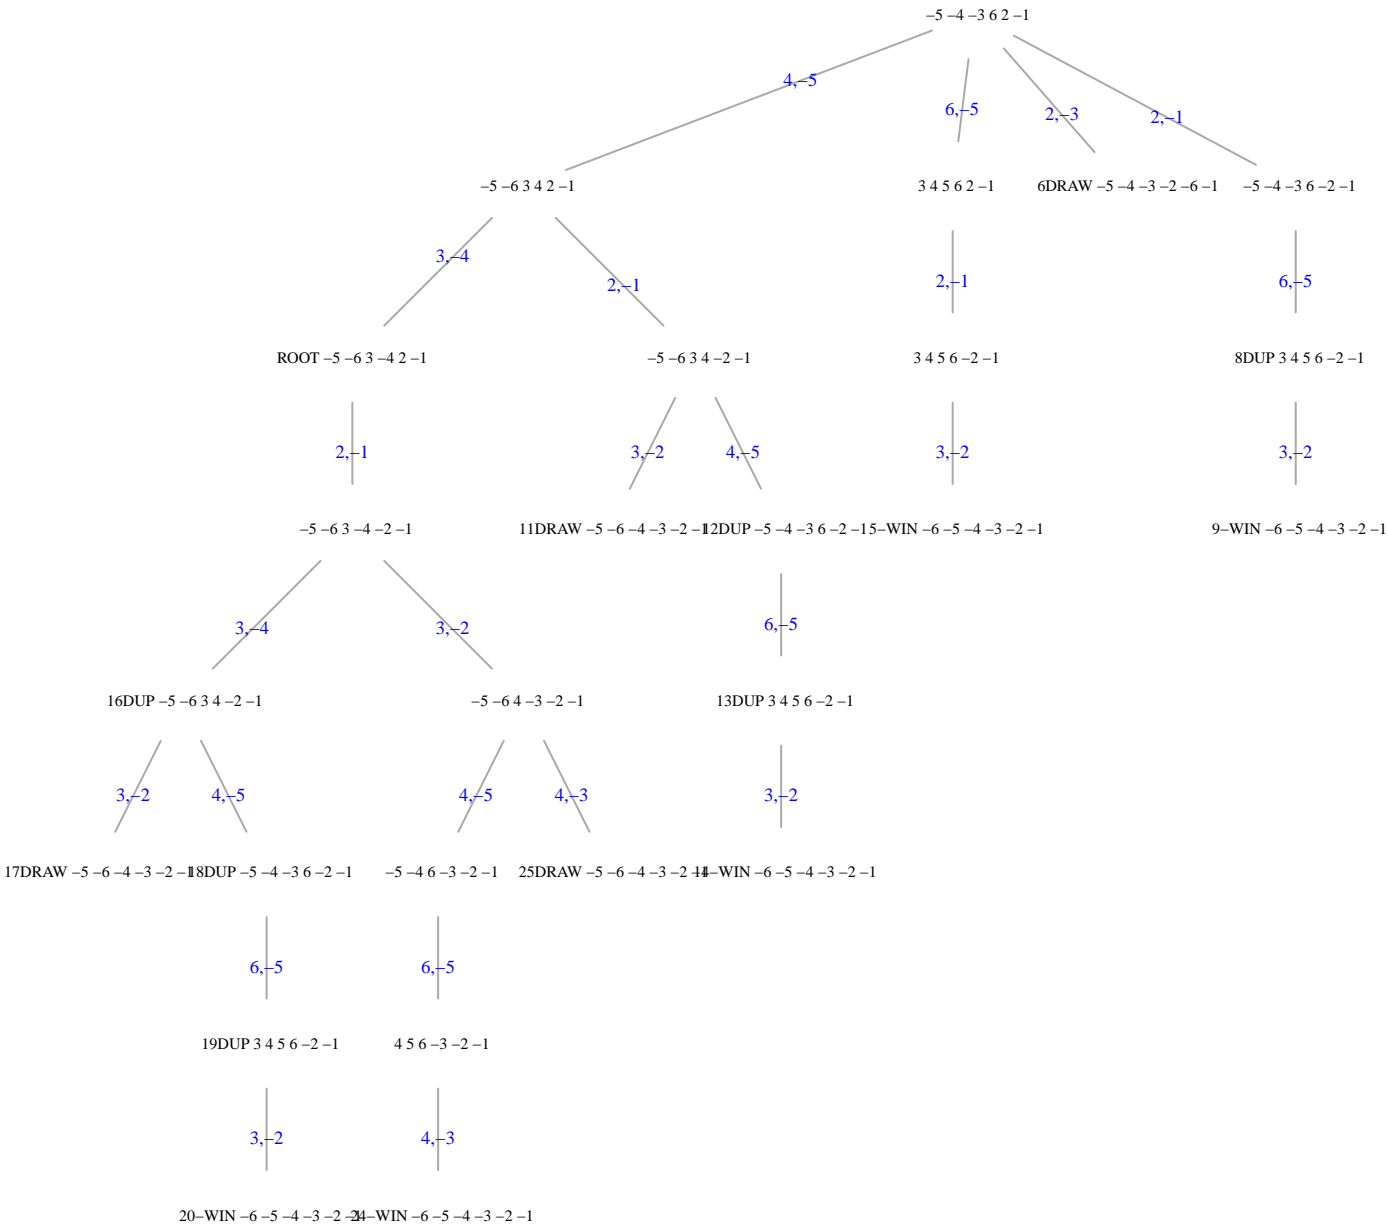 –5 –4 –3 6 2 –1
4,–5
6,–5
2,–3
2,–1
–5 –6 3 4 2 –1
3 4 5 6 2 –1
6DRAW –5 –4 –3 –2 –6 –1
–5 –4 –3 6 –2 –1
3,–4
2,–1
2,–1
6,–5
ROOT –5 –6 3 –4 2 –1
–5 –6 3 4 –2 –1
3 4 5 6 –2 –1
8DUP 3 4 5 6 –2 –1
2,–1
3,–2
4,–5
3,–2
3,–2
–5 –6 3 –4 –2 –1
11DRAW –5 –6 –4 –3 –2 –1
12DUP –5 –4 –3 6 –2 –1
5–WIN –6 –5 –4 –3 –2 –1
9–WIN –6 –5 –4 –3 –2 –1
3,–4
3,–2
6,–5
16DUP –5 –6 3 4 –2 –1
–5 –6 4 –3 –2 –1
13DUP 3 4 5 6 –2 –1
3,–2
4,–5
4,–5
4,–3
3,–2
17DRAW –5 –6 –4 –3 –2 –1
18DUP –5 –4 –3 6 –2 –1
–5 –4 6 –3 –2 –1
25DRAW –5 –6 –4 –3 –2 –1
14–WIN –6 –5 –4 –3 –2 –1
6,–5
6,–5
19DUP 3 4 5 6 –2 –1
4 5 6 –3 –2 –1
3,–2
4,–3
20–WIN –6 –5 –4 –3 –2 –1
24–WIN –6 –5 –4 –3 –2 –1